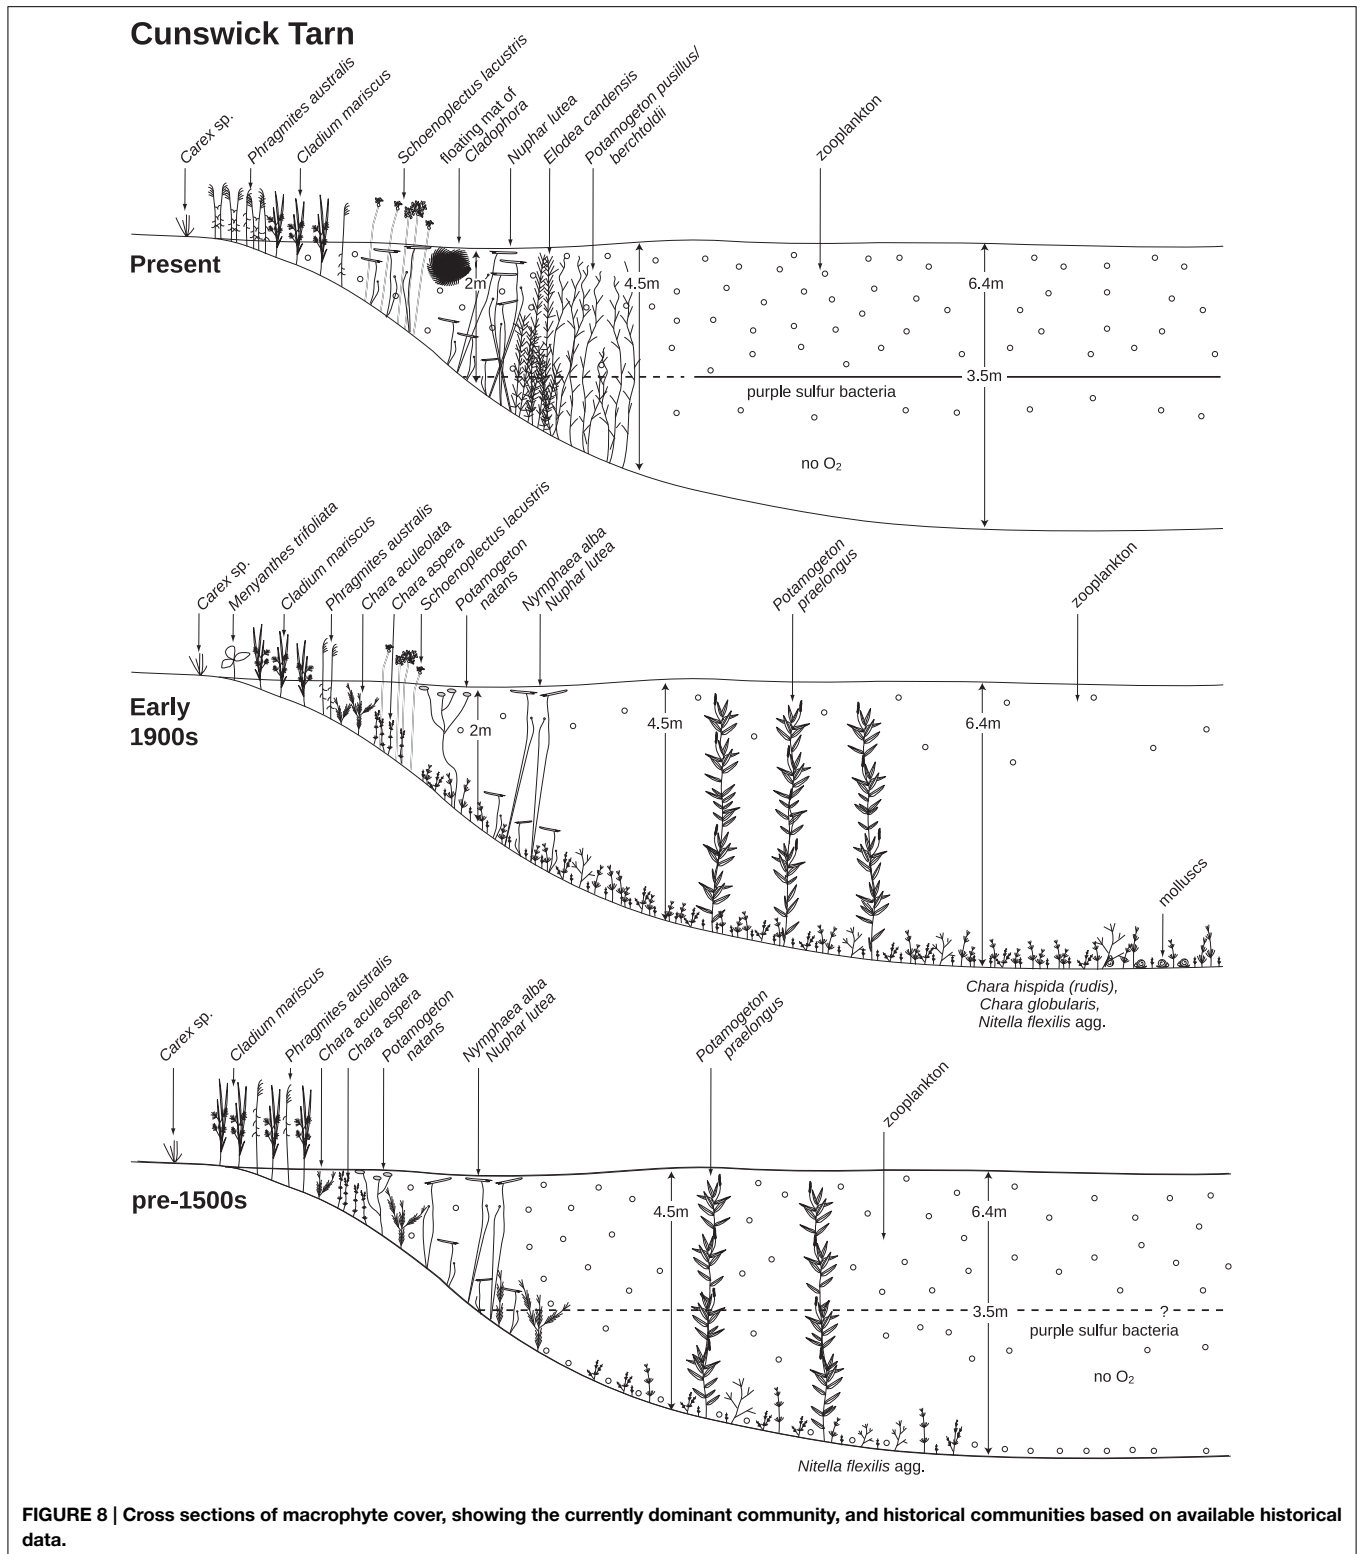 Cunswick Tarn
Carex sp.
Phragmites australis
Cladium mariscus
Schoenoplectus lacustris
floating mat of
Cladophora
Nuphar lutea
Elodea candensis
Potamogeton pusillus/
berchtoldii
zooplankton
Present
2m
4.5m
6.4m
3.5m
purple sulfur bacteria
no O₂
Carex sp.
Menyanthes trifoliata
Cladium mariscus
Phragmites australis
Chara aculeolata
Chara aspera
Schoenoplectus lacustris
Potamogeton
natans
Nymphaea alba
Nuphar lutea
Potamogeton
praelongus
zooplankton
Early
1900s
2m
4.5m
6.4m
molluscs
Chara hispida (rudis),
Chara globularis,
Nitella flexilis agg.
Carex sp.
Cladium mariscus
Phragmites australis
Chara aculeolata
Chara aspera
Potamogeton
natans
Nymphaea alba
Nuphar lutea
Potamogeton
praelongus
zooplankton
pre-1500s
4.5m
6.4m
3.5m
?
purple sulfur bacteria
no O₂
Nitella flexilis agg.
FIGURE 8 | Cross sections of macrophyte cover, showing the currently dominant community, and historical communities based on available historical
data.